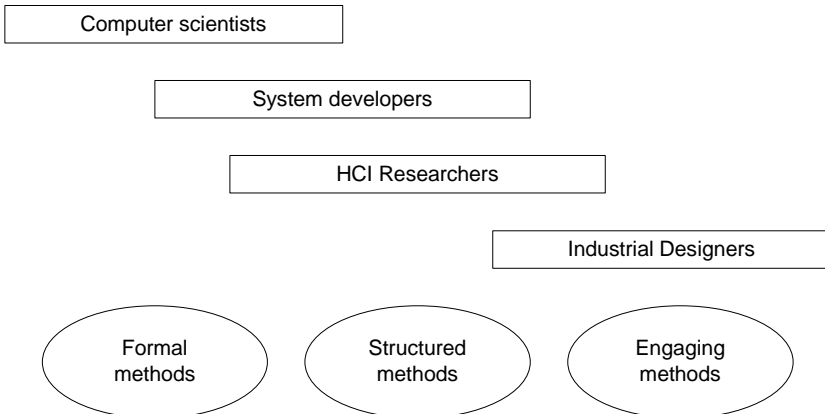 Computer scientists
System developers
HCI Researchers
Industrial Designers
Formal
methods
Structured
methods
Engaging
methods